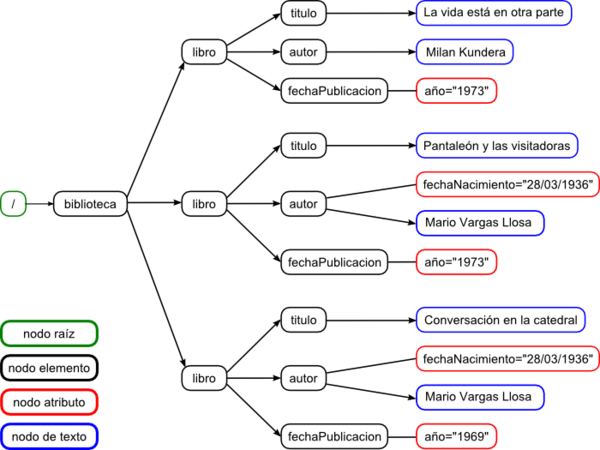 titulo
La vida está en otra parte
libro
autor
Milan Kundera
fechaPublicacion
año="1973"
titulo
Pantaleón y las visitadoras
fechaNacimiento="28/03/1936"
/
biblioteca
libro
autor
Mario Vargas Llosa
fechaPublicacion
año="1973"
titulo
Conversación en la catedral
fechaNacimiento="28/03/1936"
libro
autor
Mario Vargas Llosa
fechaPublicacion
año="1969"
nodo raíz
nodo elemento
nodo atributo
nodo de texto